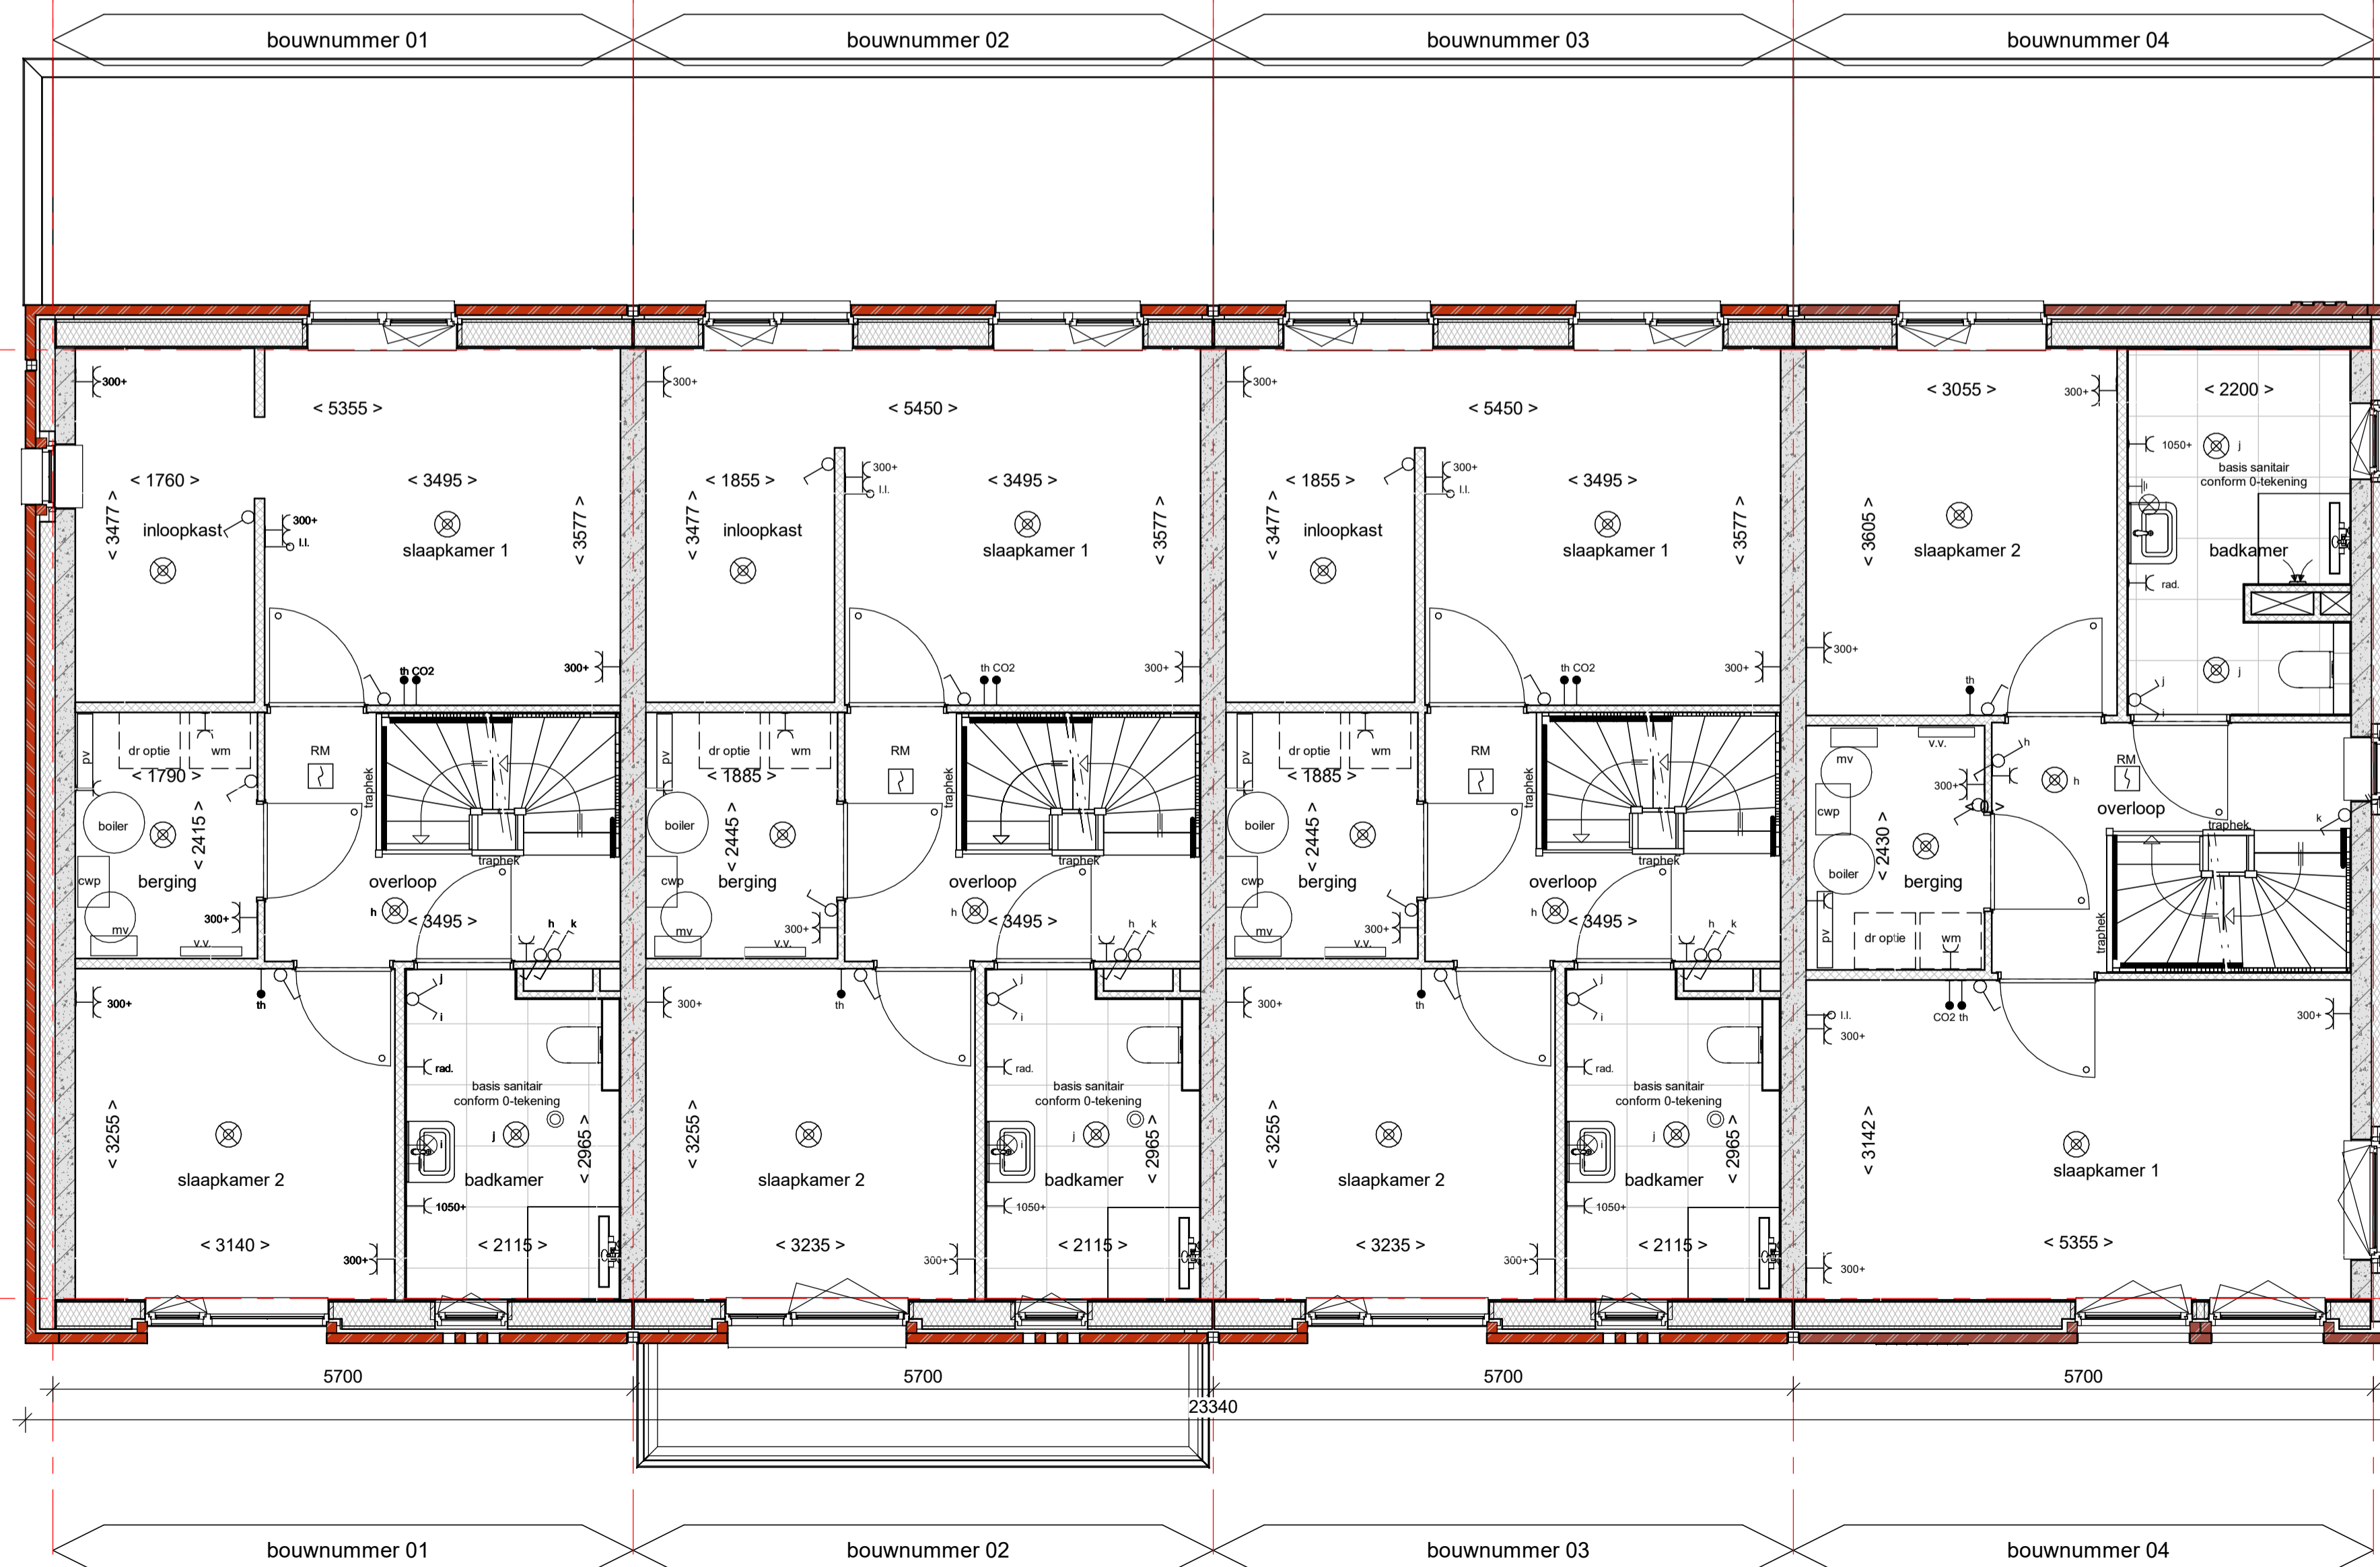 bouwnummer 01
bouwnummer 02
bouwnummer 03
bouwnummer 04
300+
< 5355 >
< 1760 >
< 3495 >
< 3477 >
< 3577 >
inloopkast
300+
l.l.
slaapkamer 1
th CO2
300+
300+
< 5450 >
< 1855 >
< 3495 >
< 3477 >
< 3577 >
inloopkast
300+
l.l.
slaapkamer 1
th CO2
300+
300+
< 5450 >
< 1855 >
< 3495 >
< 3477 >
< 3577 >
inloopkast
300+
l.l.
slaapkamer 1
th CO2
300+
< 3055 >
300+
< 2200 >
1050+
j
basis sanitair
conform 0-tekening
< 3605 >
slaapkamer 2
badkamer
rad.
300+
th
j
j
i
pv
dr optie
wm
< 1790 >
RM
traphek
boiler
< 2415 >
traphek
cwp
berging
overloop
h
< 3495 >
mv
300+
v.v.
h k
pv
dr optie
wm
< 1885 >
RM
traphek
boiler
< 2445 >
traphek
cwp
berging
overloop
h
< 3495 >
mv
300+
v.v.
h k
pv
dr optie
wm
< 1885 >
RM
traphek
boiler
< 2445 >
traphek
cwp
berging
overloop
h
< 3495 >
mv
300+
v.v.
h k
mv
v.v.
h
300+
RM
h
cwp
overloop
k
traphek
< 2430 >
boiler
berging
traphek
pv
dr optie
wm
300+
th
j
i
rad.
basis sanitair
conform 0-tekening
< 3255 >
i
j
< 2965 >
slaapkamer 2
badkamer
1050+
< 3140 >
300+
< 2115 >
300+
th
j
i
rad.
basis sanitair
conform 0-tekening
< 3255 >
i
j
< 2965 >
slaapkamer 2
badkamer
1050+
< 3235 >
300+
< 2115 >
300+
th
j
i
rad.
basis sanitair
conform 0-tekening
< 3255 >
i
j
< 2965 >
slaapkamer 2
badkamer
1050+
< 3235 >
300+
< 2115 >
l.l.
300+
CO2 th
300+
< 3142 >
slaapkamer 1
< 5355 >
300+
5700
5700
5700
5700
23340
bouwnummer 01
bouwnummer 02
bouwnummer 03
bouwnummer 04